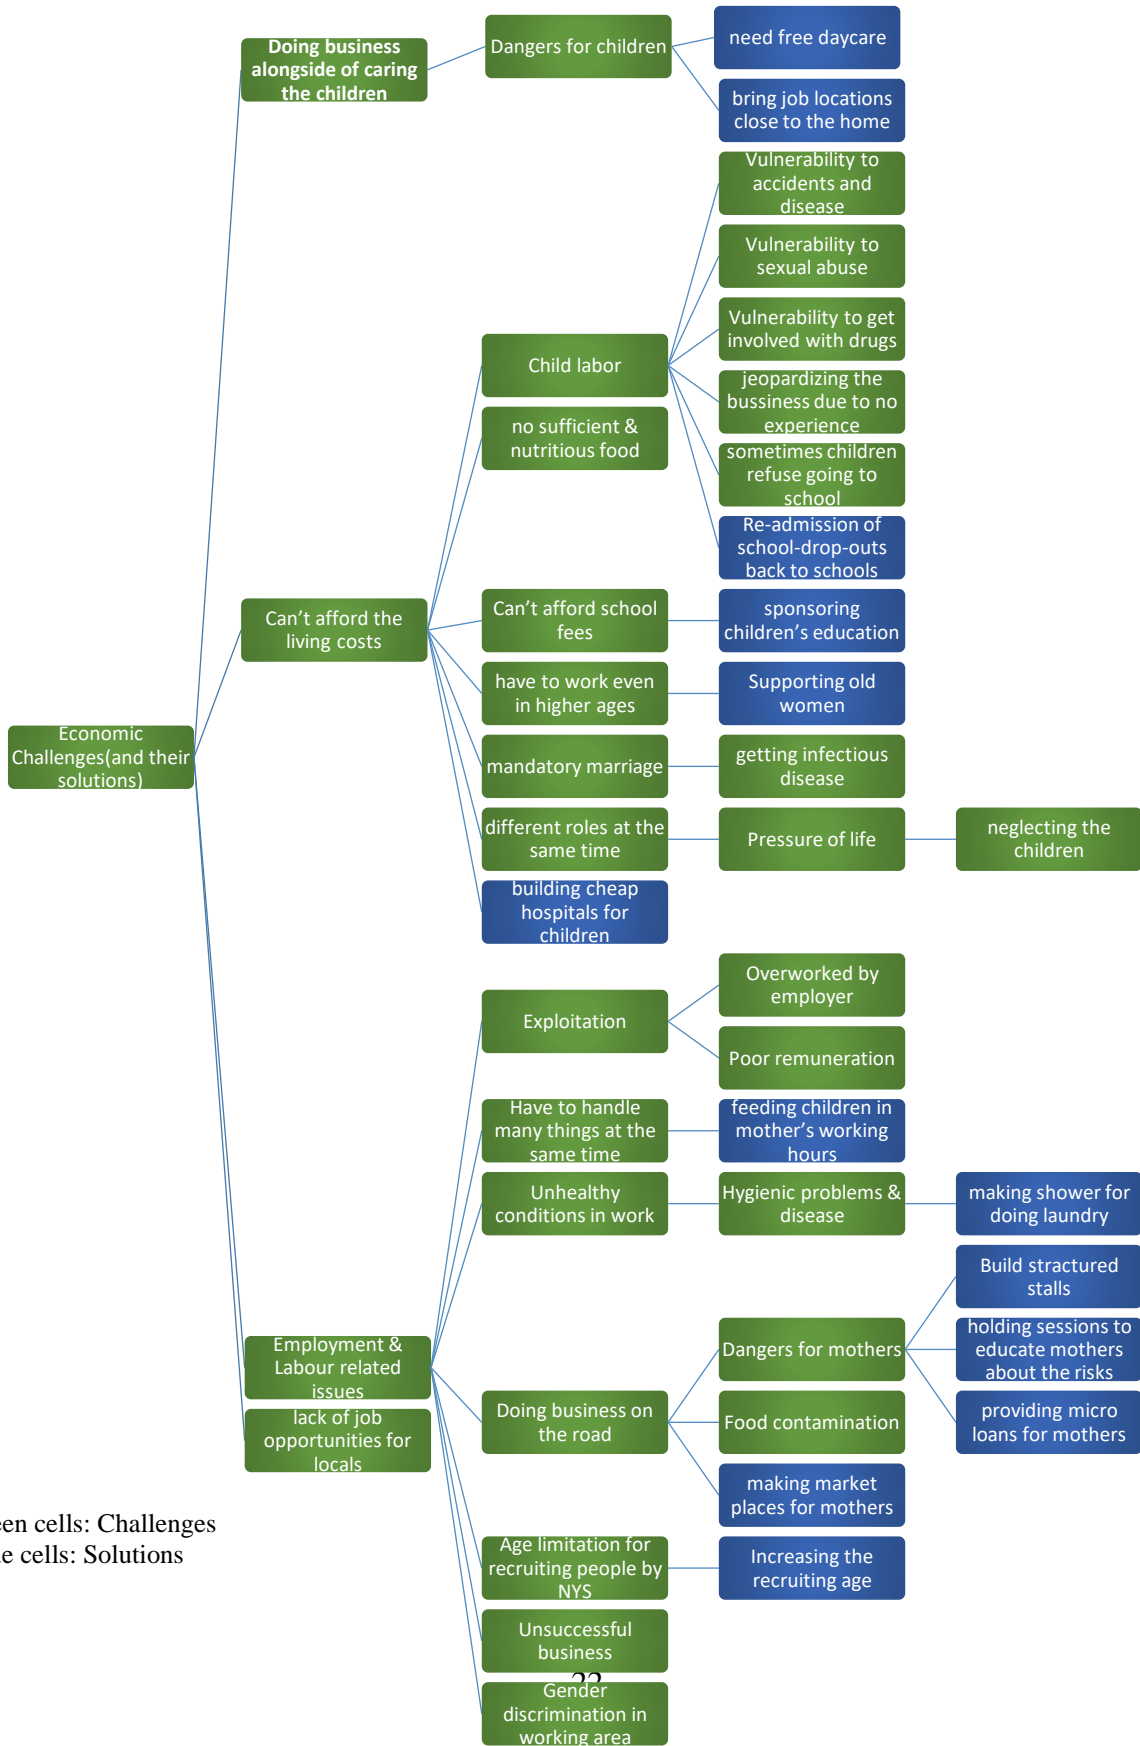 Doing business
alongside of caring
the children
Dangers for children
need free daycare
bring job locations
close to the home
Vulnerability to
accidents and
disease
Vulnerability to
sexual abuse
Vulnerability to get
involved with drugs
Child labor
jeopardizing the
bussiness due to no
experience
no sufficient &
nutritious food
sometimes children
refuse going to
school
Re-admission of
school-drop-outs
back to schools
Can't afford the
living costs
Can't afford school
fees
sponsoring
children's education
have to work even
in higher ages
Supporting old
women
Economic
Challenges(and their
solutions)
mandatory marriage
getting infectious
disease
different roles at the
same time
Pressure of life
neglecting the
children
building cheap
hospitals for
children
Exploitation
Overworked by
employer
Poor remuneration
Have to handle
many things at the
same time
feeding children in
mother's working
hours
Unhealthy
conditions in work
Hygienic problems &
disease
making shower for
doing laundry
Build stractured
stalls
Employment &
Labour related
issues
Dangers for mothers
holding sessions to
educate mothers
about the risks
lack of job
opportunities for
locals
Doing business on
the road
Food contamination
providing micro
loans for mothers
making market
places for mothers
een cells: Challenges
e cells: Solutions
Age limitation for
recruiting people by
NYS
Increasing the
recruiting age
Unsuccessful
business
22
Gender
discrimination in
working area